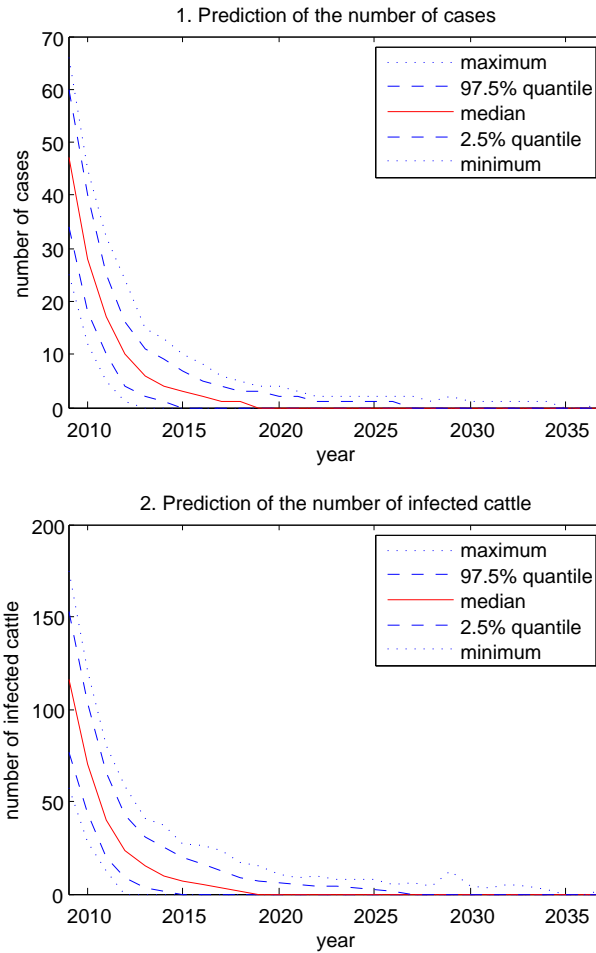 1. Prediction of the number of cases
70
60
50
40
30
20
10
0
number of cases
maximum
97.5% quantile
median
2.5% quantile
minimum
2010 2015 2020 2025 2030 2035
year
2. Prediction of the number of infected cattle
200
150
100
50
0
number of infected cattle
maximum
97.5% quantile
median
2.5% quantile
minimum
2010 2015 2020 2025 2030 2035
year